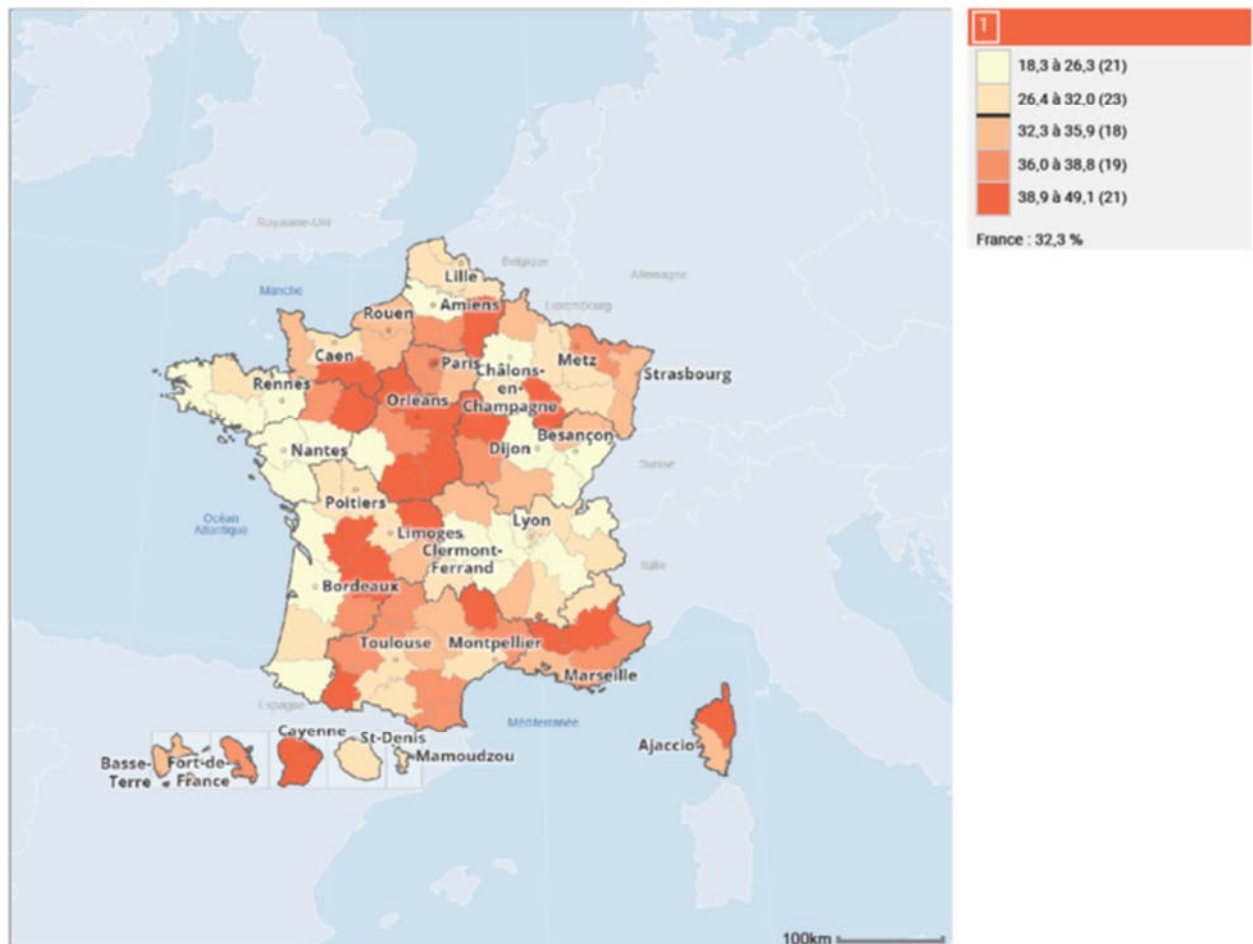 1
18,3 à 26,3 (21)
26,4 à 32,0 (23)
32,3 à 35,9 (18)
36,0 à 38,8 (19)
38,9 à 49,1 (21)
France : 32,3 %
Royaume-Uni
Belgique
Allemagne
Luxembourg
Manche
Lille
Amiens
Rouen
Caen
Paris
Metz
Châlons-
en-
Champagne
Strasbourg
Rennes
Orléans
Besançon
Dijon
Nantes
Suisse
Poitiers
Océan
Atlantique
Lyon
Limoges
Clermont-
Ferrand
Italie
Bordeaux
Toulouse
Montpellier
Marseille
Espagne
Méditerranée
Ajaccio
Cayenne
St-Denis
Mamoudzou
Basse-
Terre
Fort-de-
France
100km